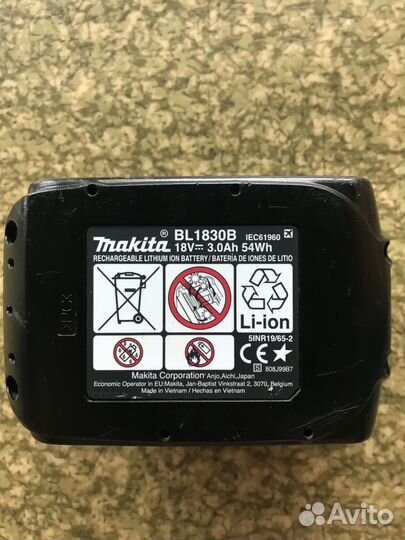 makita® BL1830B IEC61960
18V⎓ 3.0Ah 54Wh
RECHARGEABLE LITHIUM ION BATTERY / BATERÍA DE IONES DE LITIO
Li-ion
5INR19/65-2
CE
Makita Corporation Anjo,Aichi,Japan
S 808J99B7
Economic Operator in EU:Makita, Jan-Baptist Vinkstraat 2, 3070, Belgium
Made in Vietnam / Hecho en Vietnam
Avito